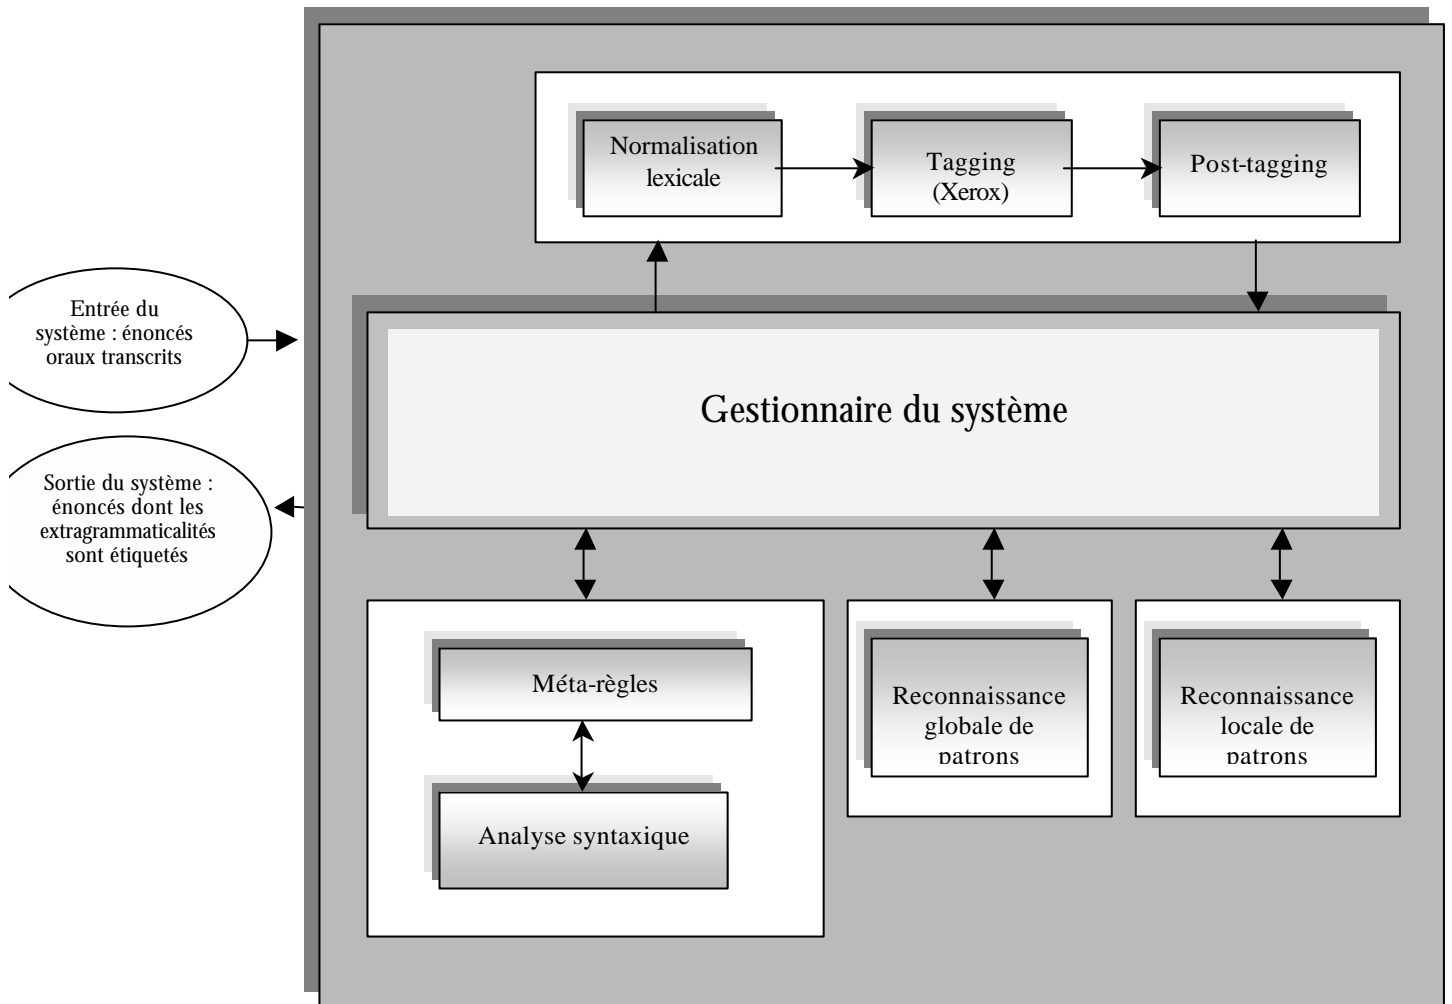 Normalisation
lexicale
Tagging
(Xerox)
Post-tagging
Entrée du
système : énoncés
oraux transcrits
Gestionnaire du système
Sortie du système :
énoncés dont les
extragrammaticalités
sont étiquetés
Méta-règles
Analyse syntaxique
Reconnaissance
globale de
patrons
Reconnaissance
locale de
patrons